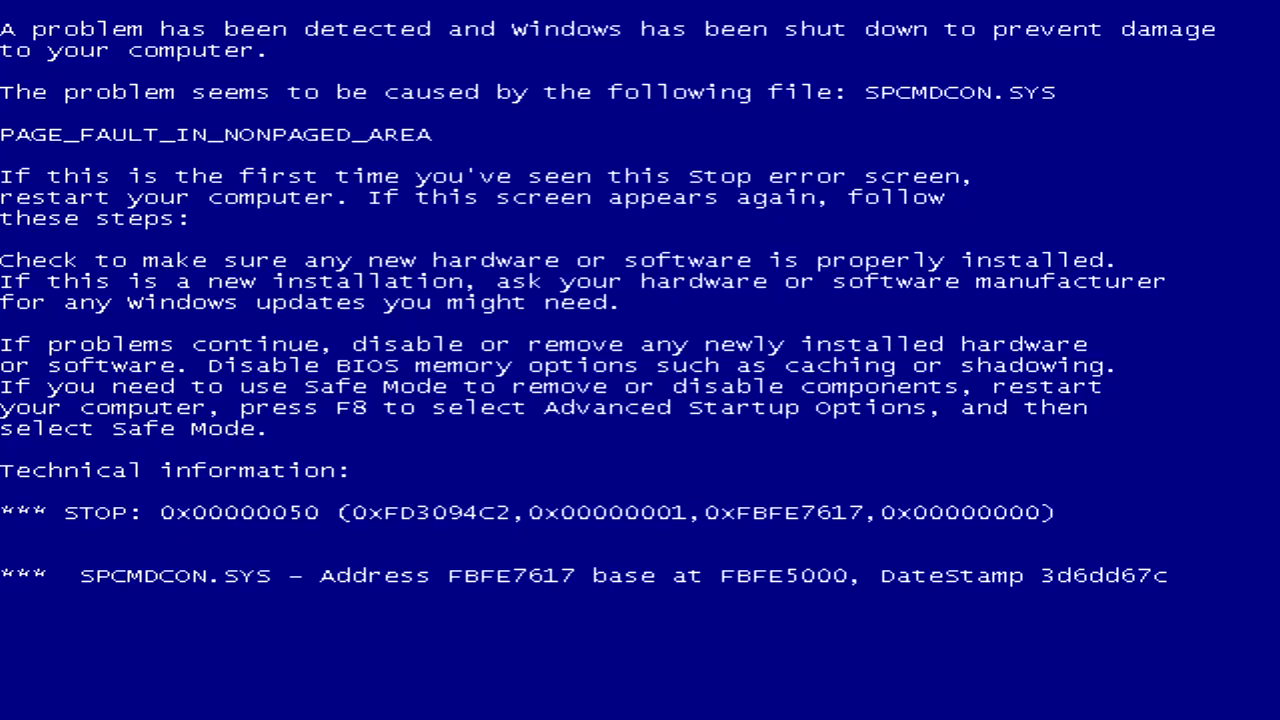 A problem has been detected and Windows has been shut down to prevent damage
to your computer.
The problem seems to be caused by the following file: SPCMDCON.SYS
PAGE_FAULT_IN_NONPAGED_AREA
If this is the first time you've seen this Stop error screen,
restart your computer. If this screen appears again, follow
these steps:
Check to make sure any new hardware or software is properly installed.
If this is a new installation, ask your hardware or software manufacturer
for any Windows updates you might need.
If problems continue, disable or remove any newly installed hardware
or software. Disable BIOS memory options such as caching or shadowing.
If you need to use Safe Mode to remove or disable components, restart
your computer, press F8 to select Advanced Startup Options, and then
select Safe Mode.
Technical information:
*** STOP: 0x00000050 (0xFD3094C2,0x00000001,0xFBFE7617,0x00000000)
*** SPCMDCON.SYS - Address FBFE7617 base at FBFE5000, DateStamp 3d6dd67c